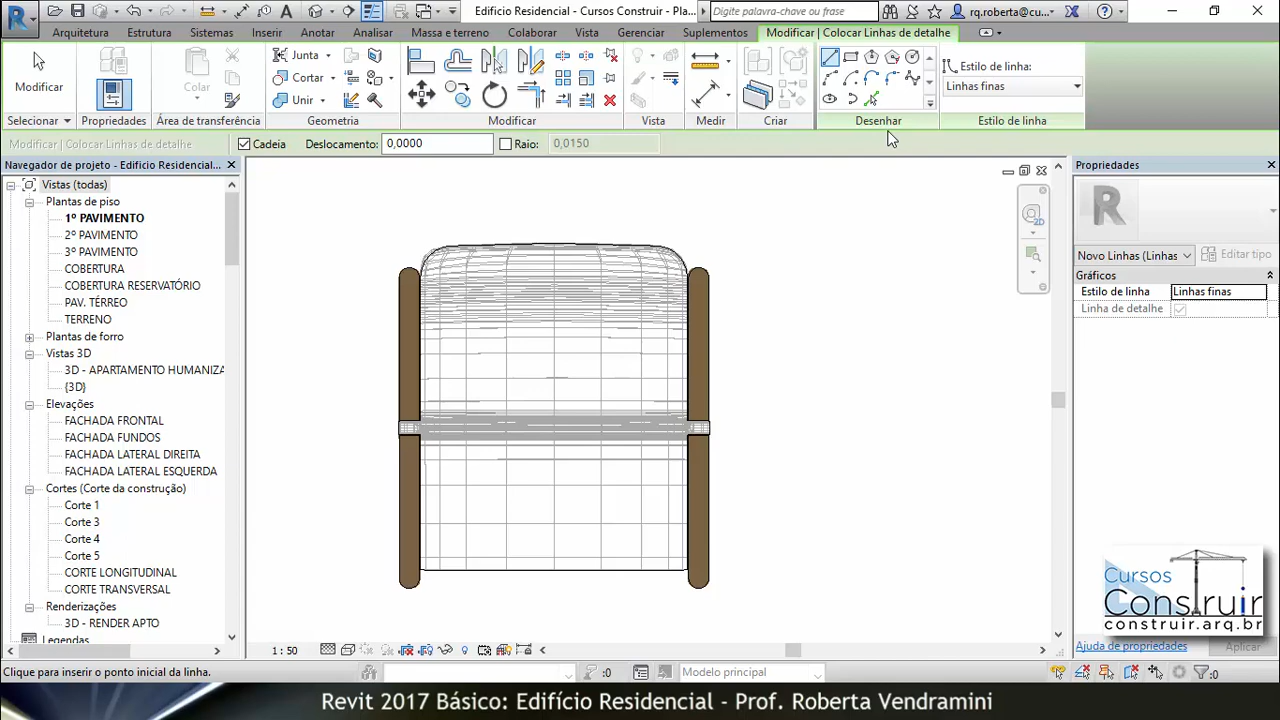 Edificio Residencial - Cursos Construir - Pla...
Digite palavra-chave ou frase
rq.roberta@cu...
Arquitetura Estrutura Sistemas Inserir Anotar Analisar Massa e terreno Colaborar Vista Gerenciar Suplementos Modificar | Colocar Linhas de detalhe
Modificar
Colar
Junta
Cortar
Unir
Estilo de linha:
Linhas finas
Selecionar Propriedades Área de transferência Geometria Modificar Vista Medir Criar Desenhar Estilo de linha
Modificar | Colocar Linhas de detalhe Cadeia Deslocamento: 0,0000 Raio: 0,0150
Navegador de projeto - Edificio Residencial...
Vistas (todas)
Plantas de piso
1º PAVIMENTO
2º PAVIMENTO
3º PAVIMENTO
COBERTURA
COBERTURA RESERVATÓRIO
PAV. TÉRREO
TERRENO
Plantas de forro
Vistas 3D
3D - APARTAMENTO HUMANIZA
{3D}
Elevações
FACHADA FRONTAL
FACHADA FUNDOS
FACHADA LATERAL DIREITA
FACHADA LATERAL ESQUERDA
Cortes (Corte da construção)
Corte 1
Corte 3
Corte 4
Corte 5
CORTE LONGITUDINAL
CORTE TRANSVERSAL
Renderizações
3D - RENDER APTO
Legendas
2D
Propriedades
R
Novo Linhas (Linhas
Editar tipo
Gráficos
Estilo de linha Linhas finas
Linha de detalhe
Cursos
Construir
construir.arq.br
Ajuda de propriedades Aplicar
1 : 50
Clique para inserir o ponto inicial da linha.
:0
Modelo principal
:0
Revit 2017 Básico: Edifício Residencial - Prof. Roberta Vendramini